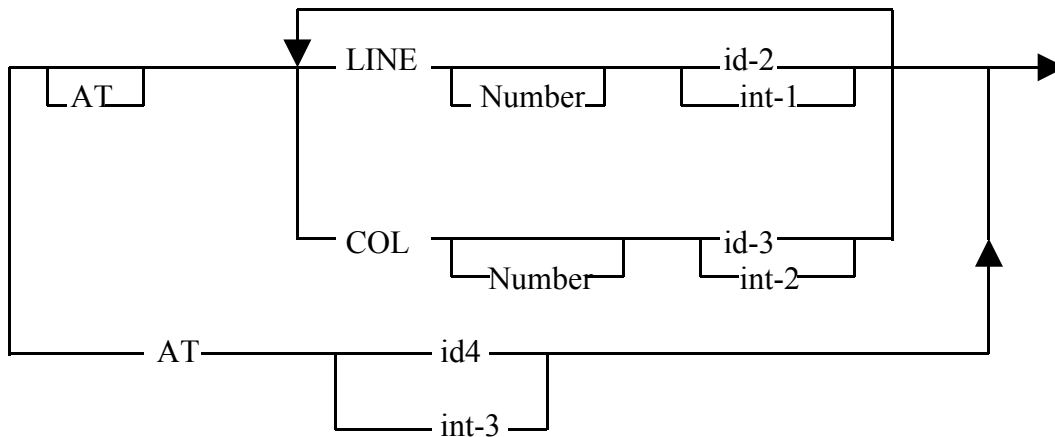 LINE id-2
AT Number int-1
COL id-3
Number int-2
AT id4
int-3